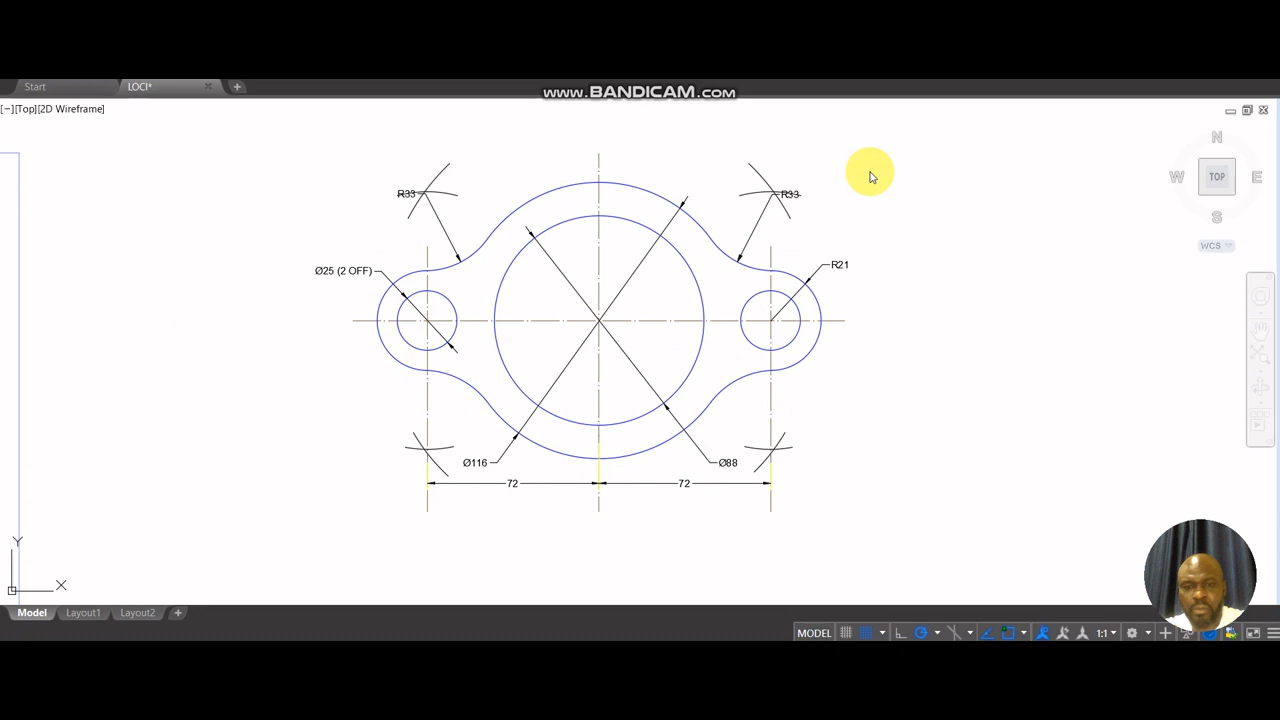 Start
LOCI*
www.BANDICAM.com
[−][Top][2D Wireframe]
N
W
TOP
E
S
WCS
R33
R33
Ø25 (2 OFF)
R21
Ø116
Ø88
72
72
Y
X
Model
Layout1
Layout2
MODEL
1:1